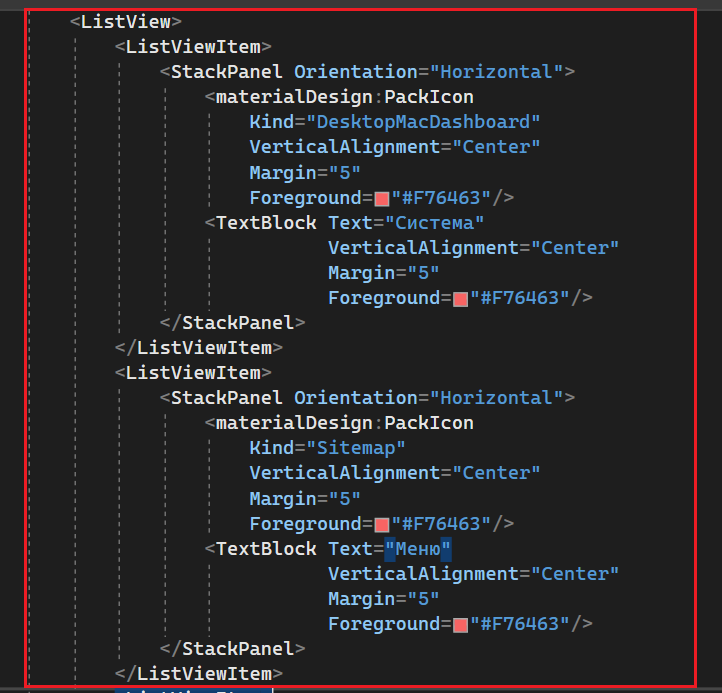 <ListView>
<ListViewItem>
<StackPanel Orientation="Horizontal">
<materialDesign:PackIcon
Kind="DesktopMacDashboard"
VerticalAlignment="Center"
Margin="5"
Foreground="#F76463"/>
<TextBlock Text="Система"
VerticalAlignment="Center"
Margin="5"
Foreground="#F76463"/>
</StackPanel>
</ListViewItem>
<ListViewItem>
<StackPanel Orientation="Horizontal">
<materialDesign:PackIcon
Kind="Sitemap"
VerticalAlignment="Center"
Margin="5"
Foreground="#F76463"/>
<TextBlock Text="Меню"
VerticalAlignment="Center"
Margin="5"
Foreground="#F76463"/>
</StackPanel>
</ListViewItem>